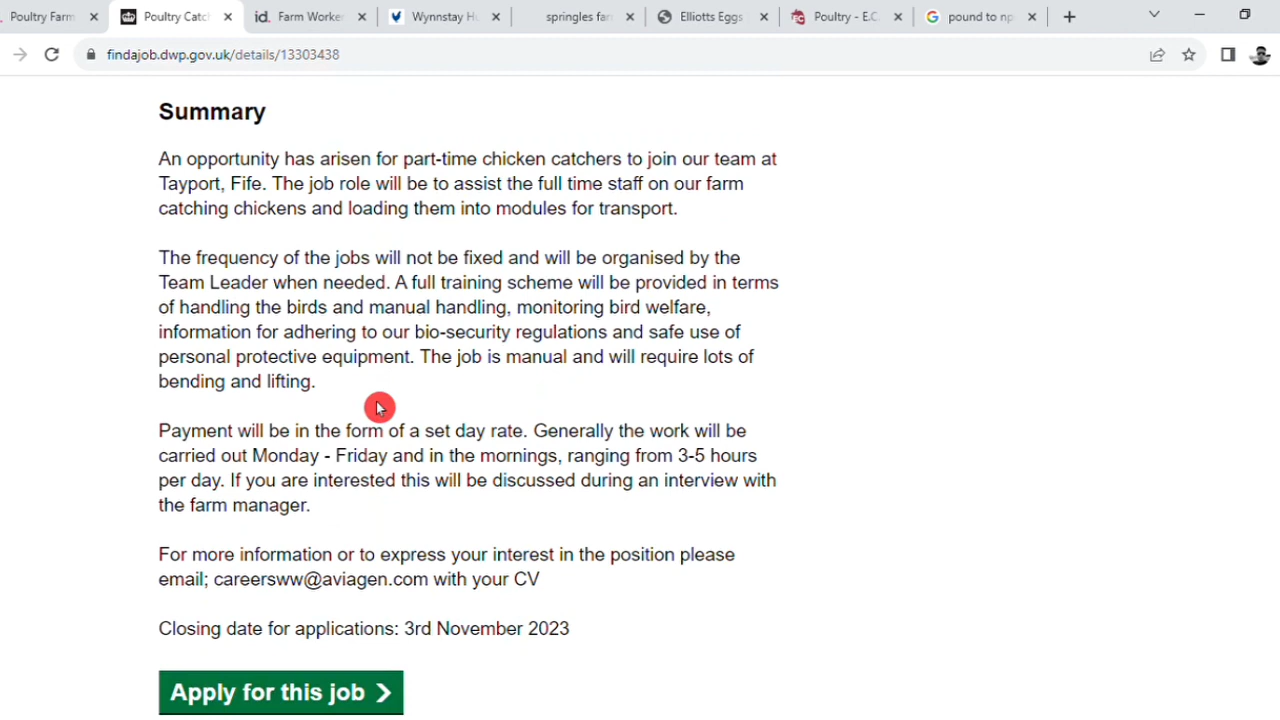 Poultry Farm
Poultry Catc
id. Farm Worker
Wynnstay H
springles far
Elliotts Eggs
Poultry - E.C.
G pound to np
findajob.dwp.gov.uk/details/13303438
Summary
An opportunity has arisen for part-time chicken catchers to join our team at
Tayport, Fife. The job role will be to assist the full time staff on our farm
catching chickens and loading them into modules for transport.
The frequency of the jobs will not be fixed and will be organised by the
Team Leader when needed. A full training scheme will be provided in terms
of handling the birds and manual handling, monitoring bird welfare,
information for adhering to our bio-security regulations and safe use of
personal protective equipment. The job is manual and will require lots of
bending and lifting.
Payment will be in the form of a set day rate. Generally the work will be
carried out Monday - Friday and in the mornings, ranging from 3-5 hours
per day. If you are interested this will be discussed during an interview with
the farm manager.
For more information or to express your interest in the position please
email; careersww@aviagen.com with your CV
Closing date for applications: 3rd November 2023
Apply for this job